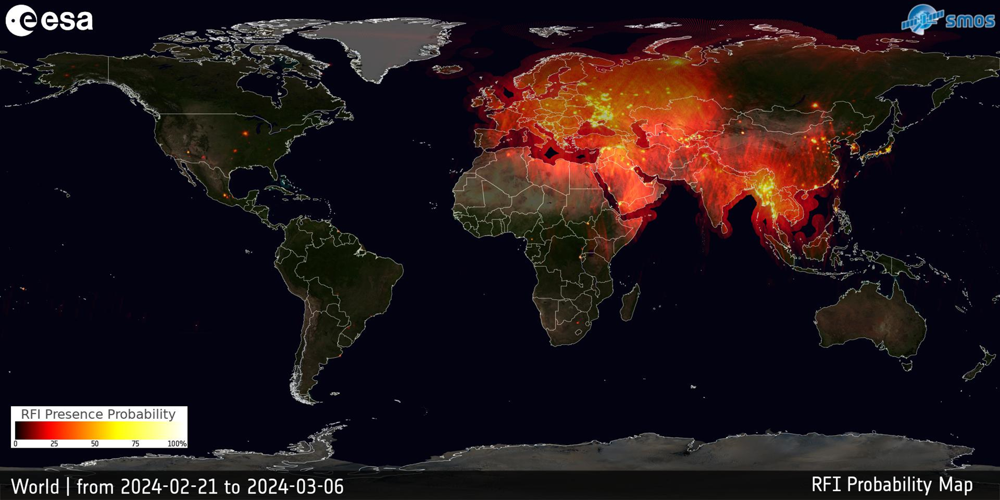 esa
smos
RFI Presence Probability
0 25 50 75 100%
World | from 2024-02-21 to 2024-03-06
RFI Probability Map